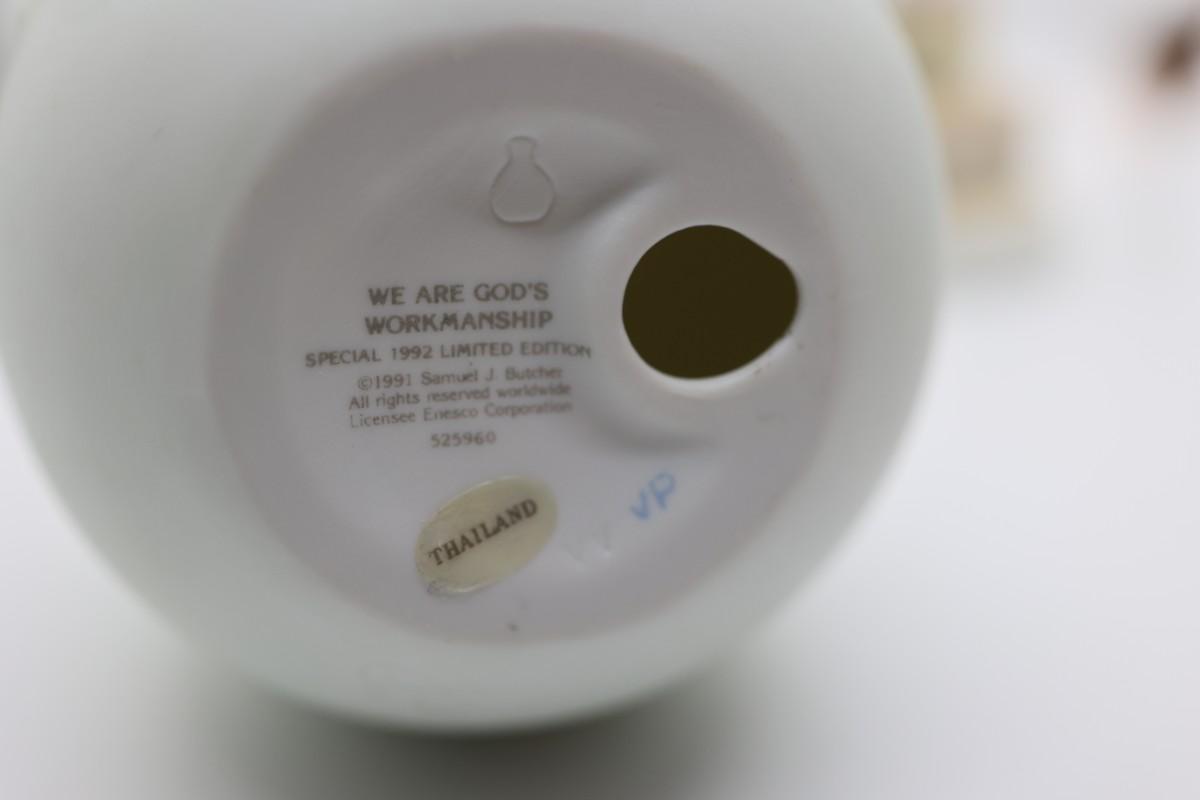 WE ARE GOD'S
WORKMANSHIP
SPECIAL 1992 LIMITED EDITION
©1991 Samuel J. Butcher
All rights reserved worldwide
Licensee Enesco Corporation
525960
THAILAND
VP